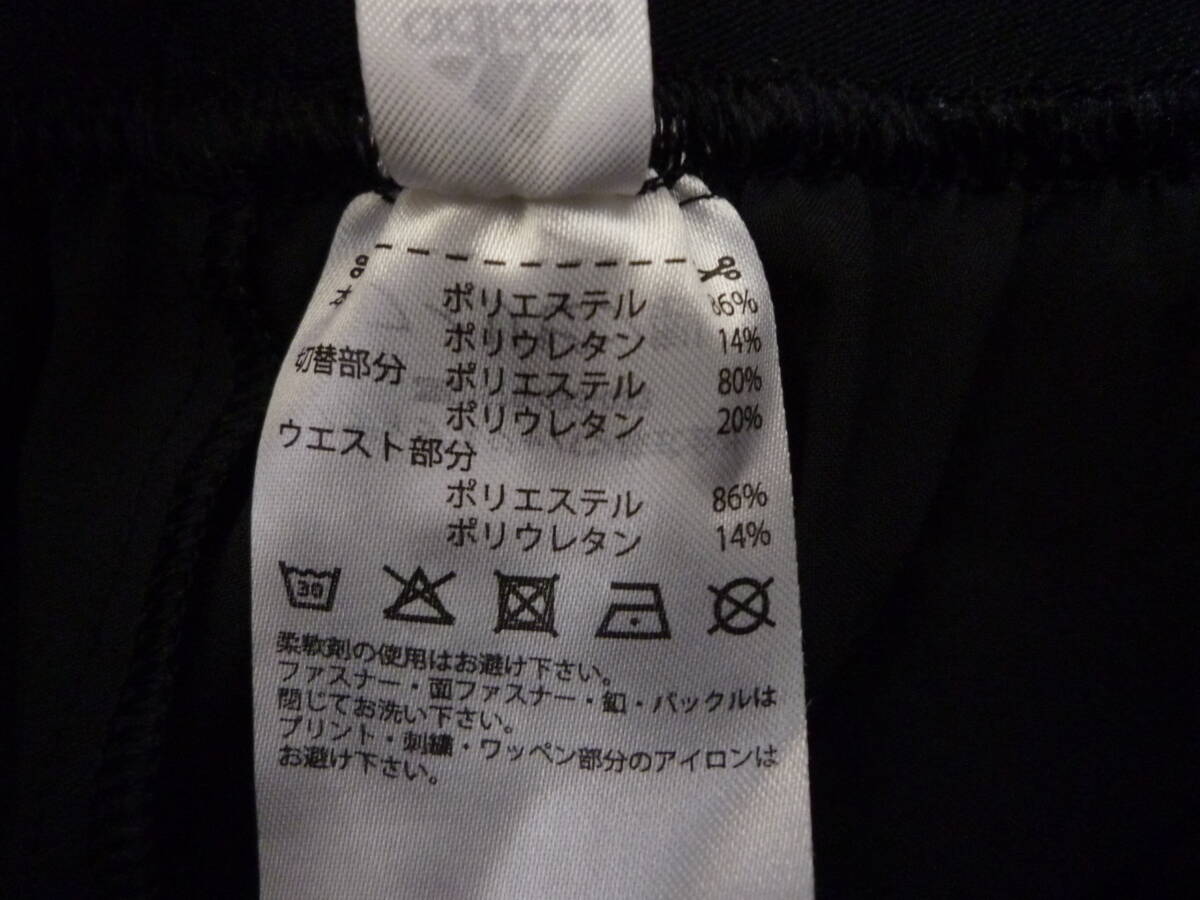 adidas
ポリエステル 86%
ポリウレタン 14%
切替部分 ポリエステル 80%
ポリウレタン 20%
ウエスト部分
ポリエステル 86%
ポリウレタン 14%
30
柔軟剤の使用はお避け下さい。
ファスナー・面ファスナー・釦・バックルは
閉じてお洗い下さい。
プリント・刺繍・ワッペン部分のアイロンは
お避け下さい。